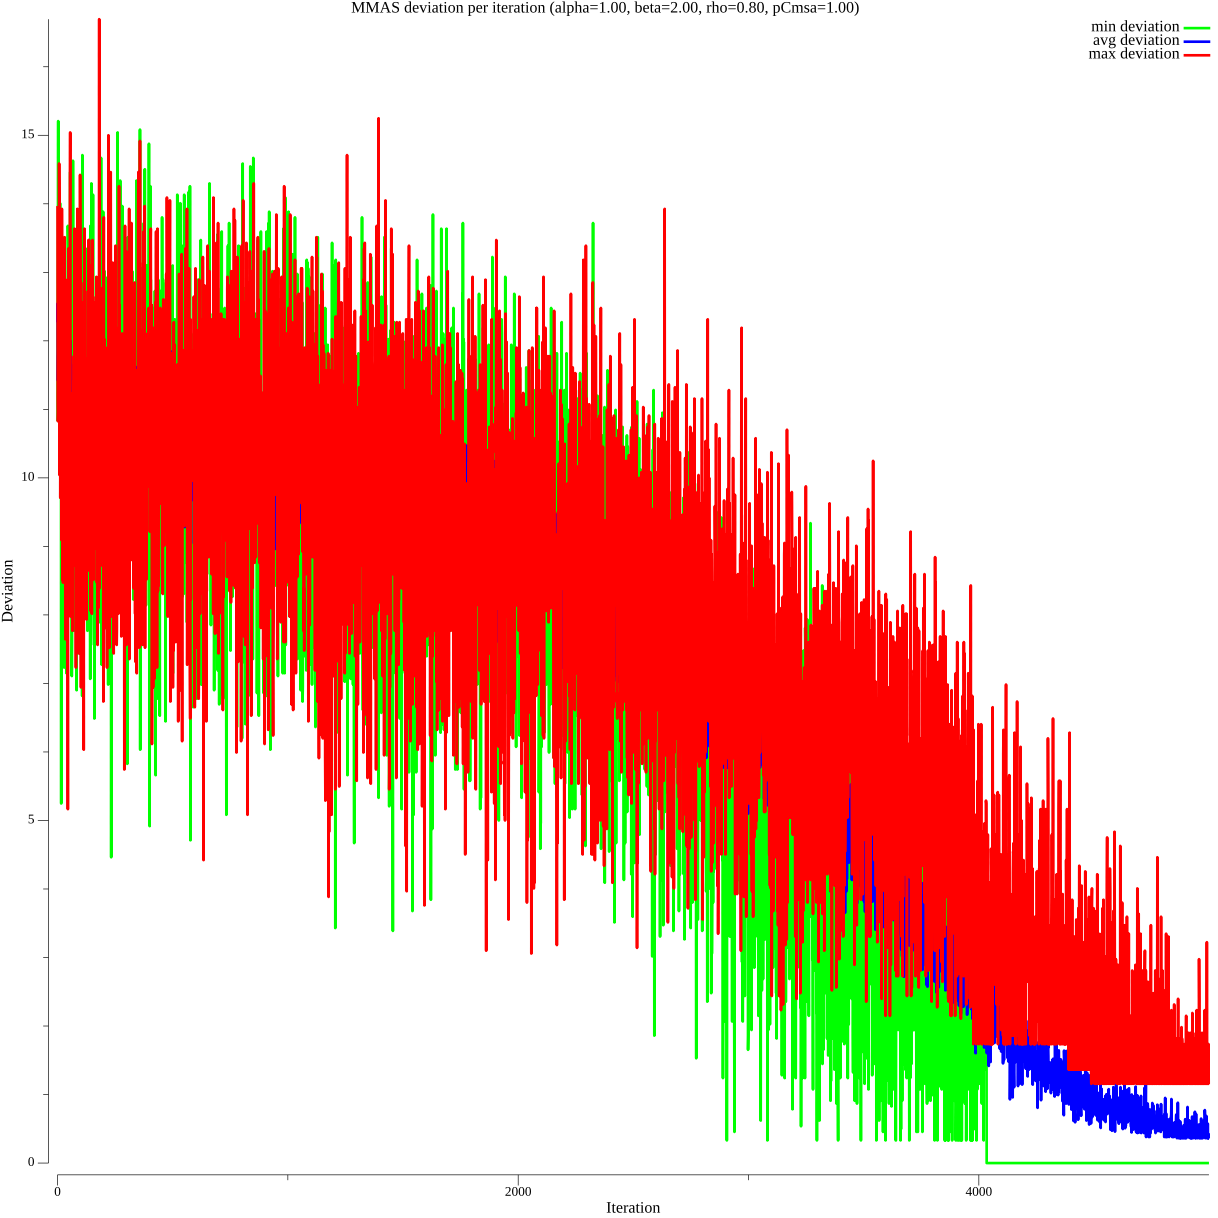 MMAS deviation per iteration (alpha=1.00, beta=2.00, rho=0.80, pCmsa=1.00)
min deviation
avg deviation
max deviation
15
10
5
0
Deviation
0
2000
4000
Iteration